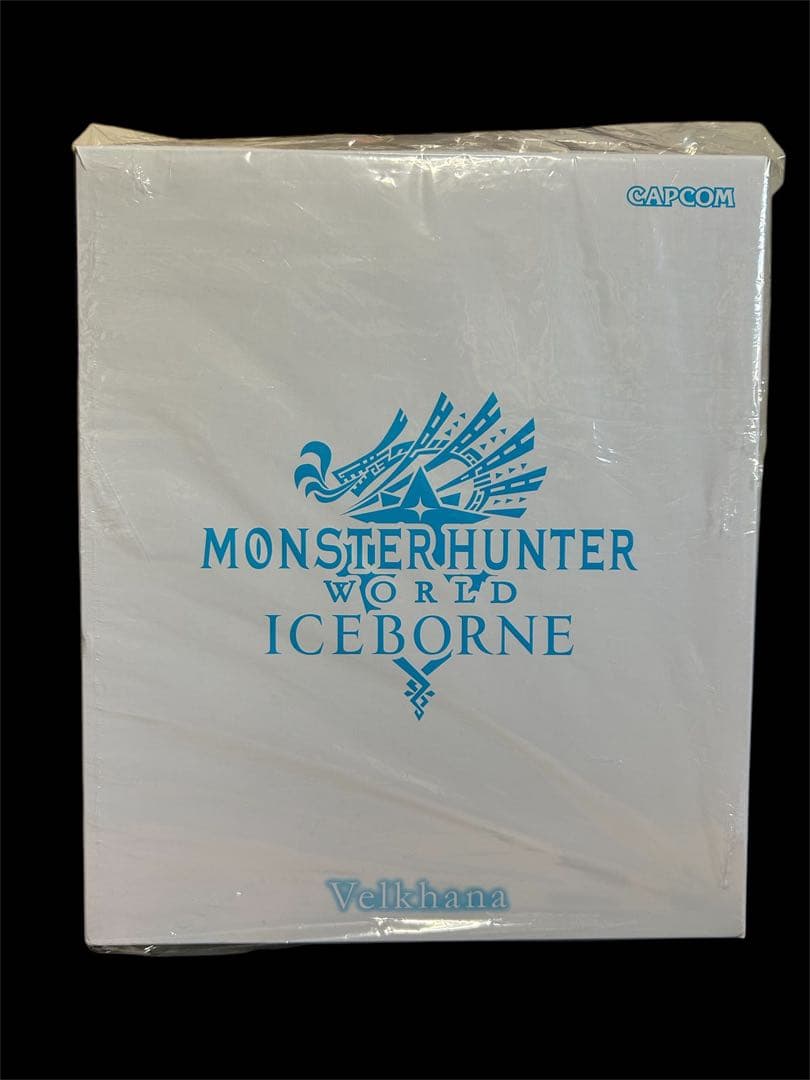 CAPCOM
MONSTER HUNTER
WORLD
ICEBORNE
Velkhana